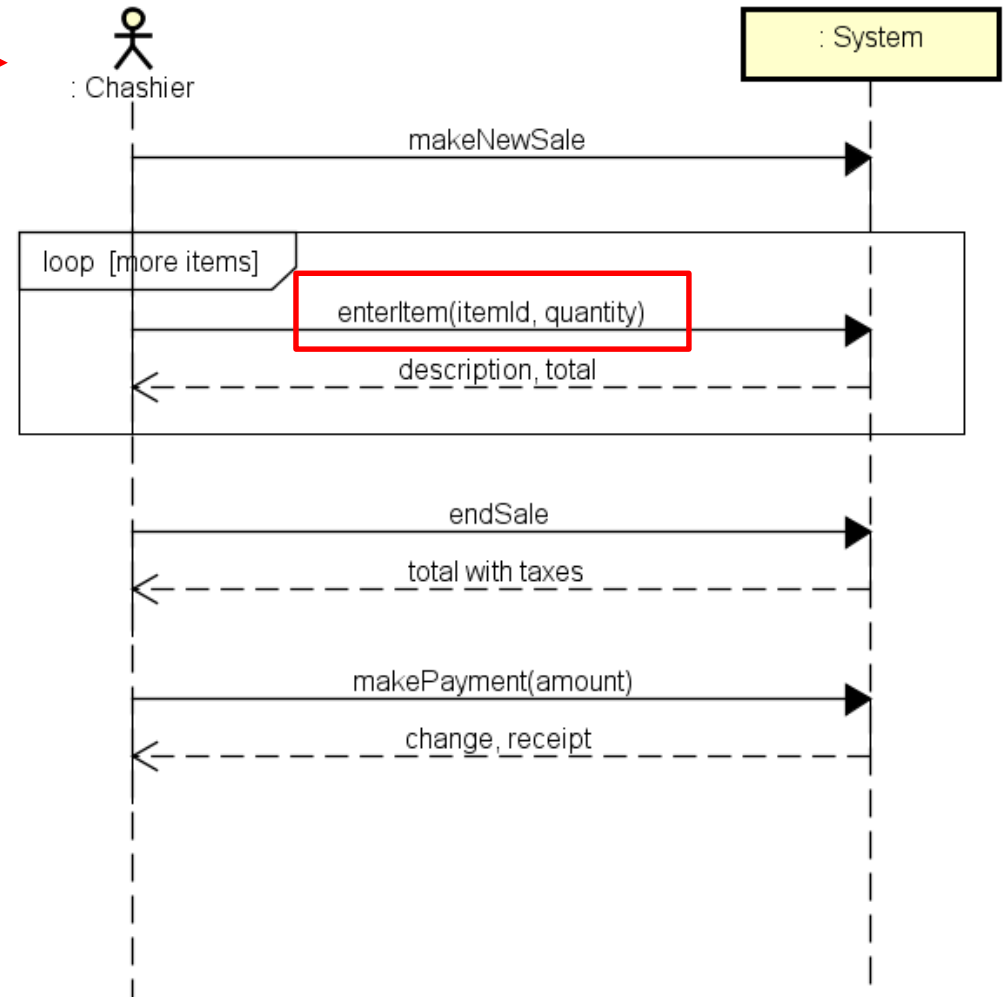 : System
: Chashier
makeNewSale
loop [more items]
enterItem(itemId, quantity)
description, total
endSale
total with taxes
makePayment(amount)
change, receipt